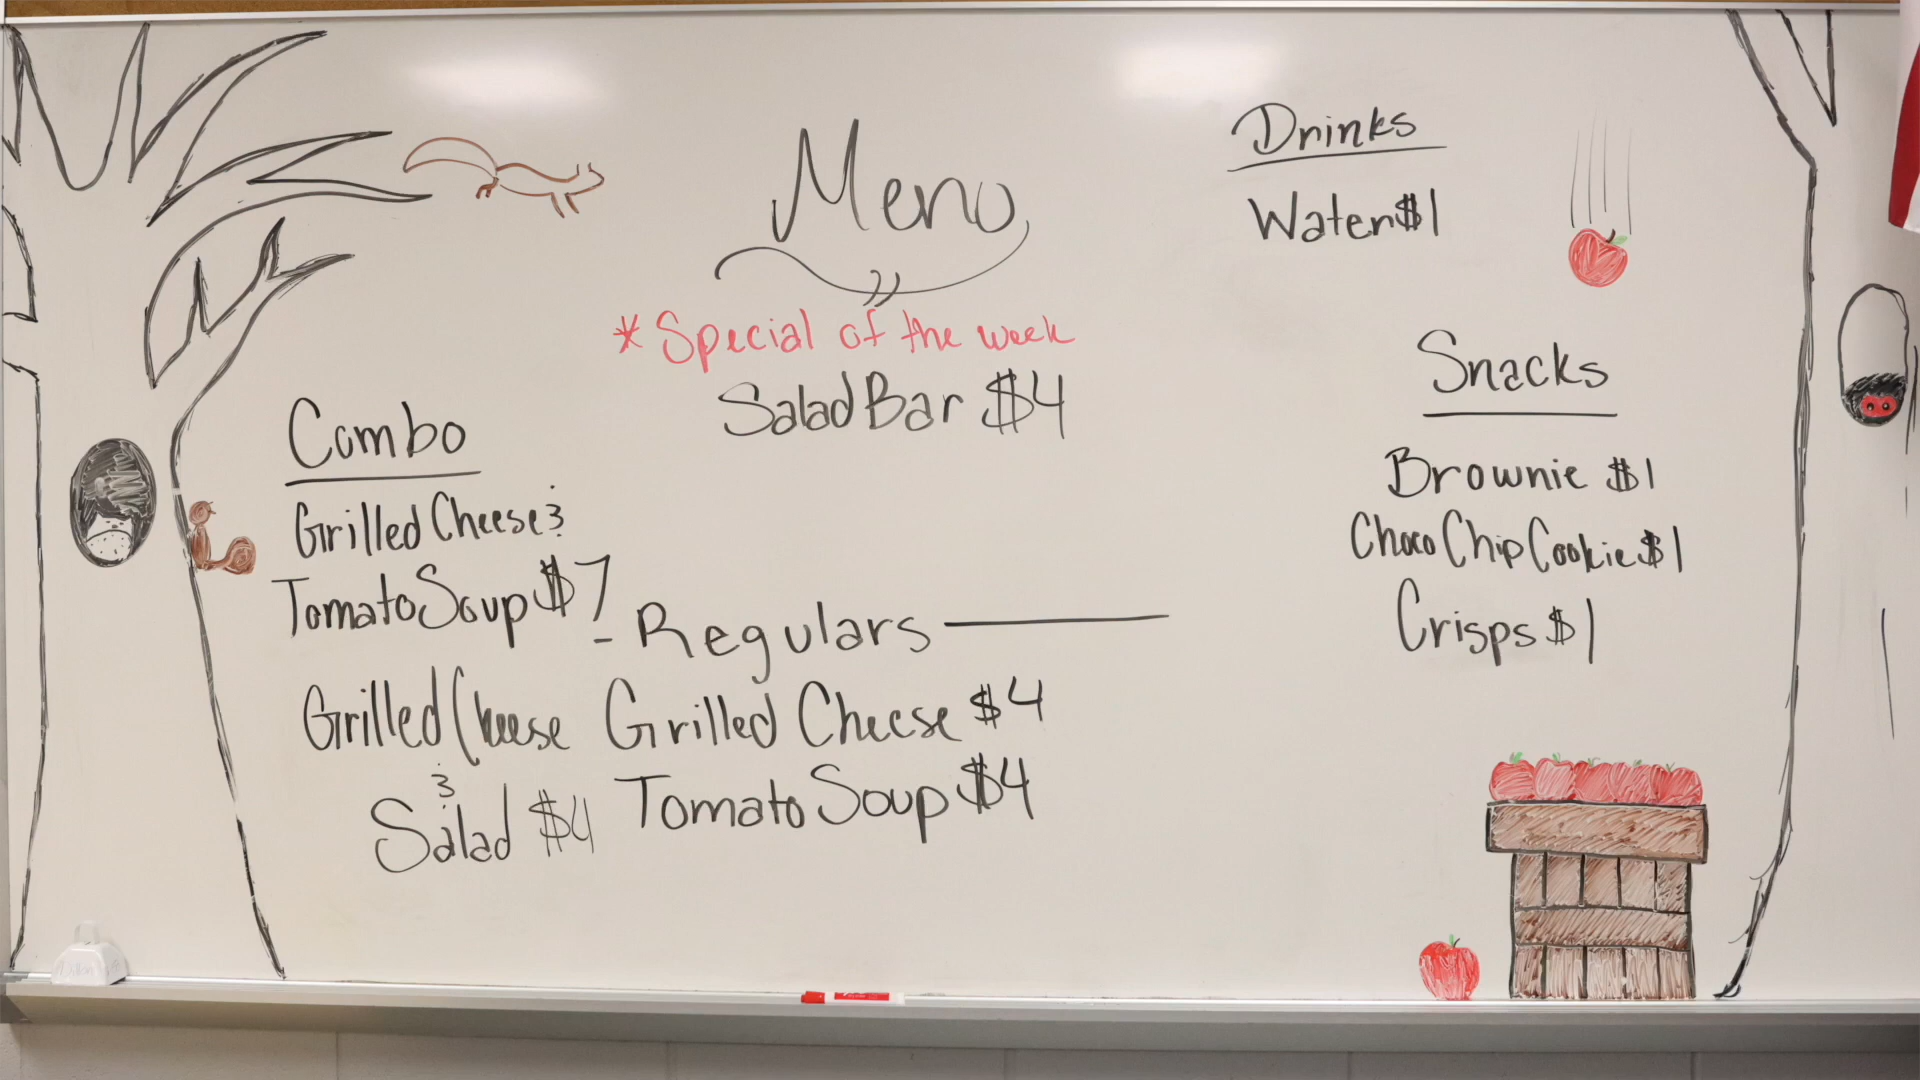 Menu
*Special of the week
Salad Bar $4
Combo
Grilled Cheese &
Tomato Soup $7
Grilled Cheese
&
Salad $4
- Regulars —
Grilled Cheese $4
Tomato Soup $4
Drinks
Water $1
Snacks
Brownie $1
Choco Chip Cookie $1
Crisps $1